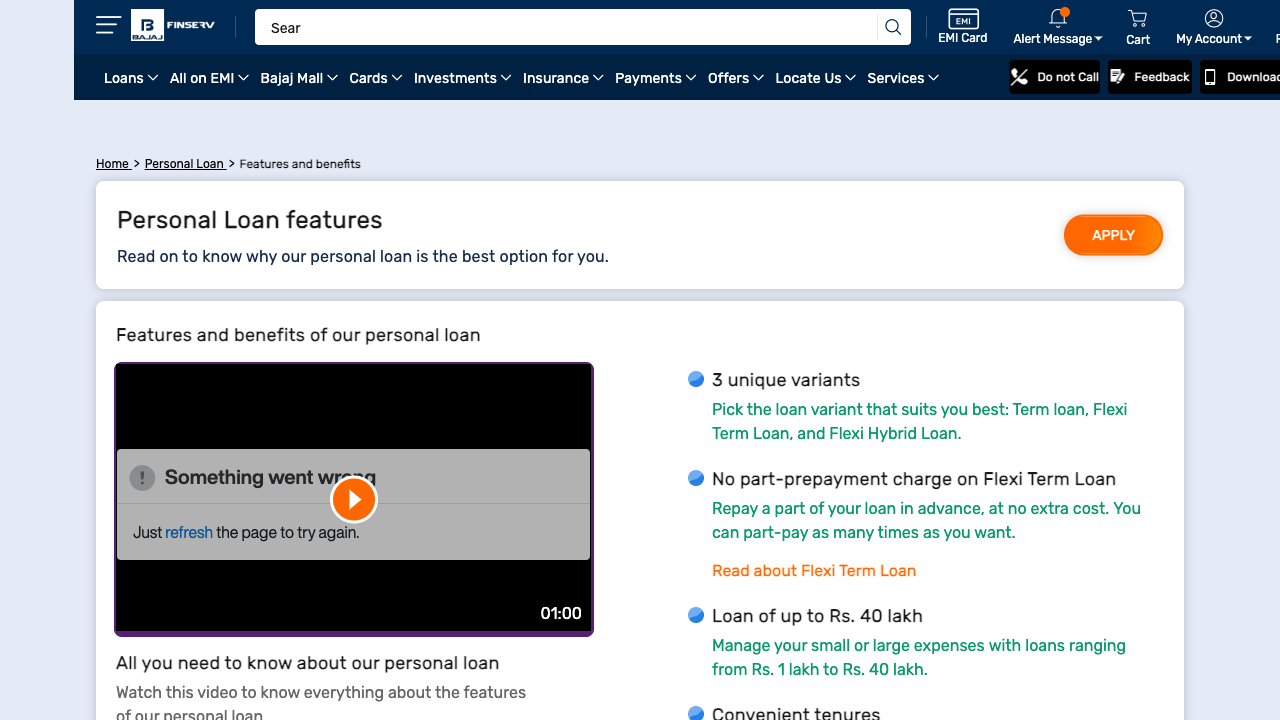 BAJAJ FINSERV
Sear
EMI
EMI Card
Alert Message
Cart
My Account
Loans All on EMI Bajaj Mall Cards Investments Insurance Payments Offers Locate Us Services
Do not Call Feedback Download
Home > Personal Loan > Features and benefits
Personal Loan features
Read on to know why our personal loan is the best option for you.
APPLY
Features and benefits of our personal loan
Something went wrong
Just refresh the page to try again.
01:00
All you need to know about our personal loan
Watch this video to know everything about the features
of our personal loan
3 unique variants
Pick the loan variant that suits you best: Term loan, Flexi
Term Loan, and Flexi Hybrid Loan.
No part-prepayment charge on Flexi Term Loan
Repay a part of your loan in advance, at no extra cost. You
can part-pay as many times as you want.
Read about Flexi Term Loan
Loan of up to Rs. 40 lakh
Manage your small or large expenses with loans ranging
from Rs. 1 lakh to Rs. 40 lakh.
Convenient tenures